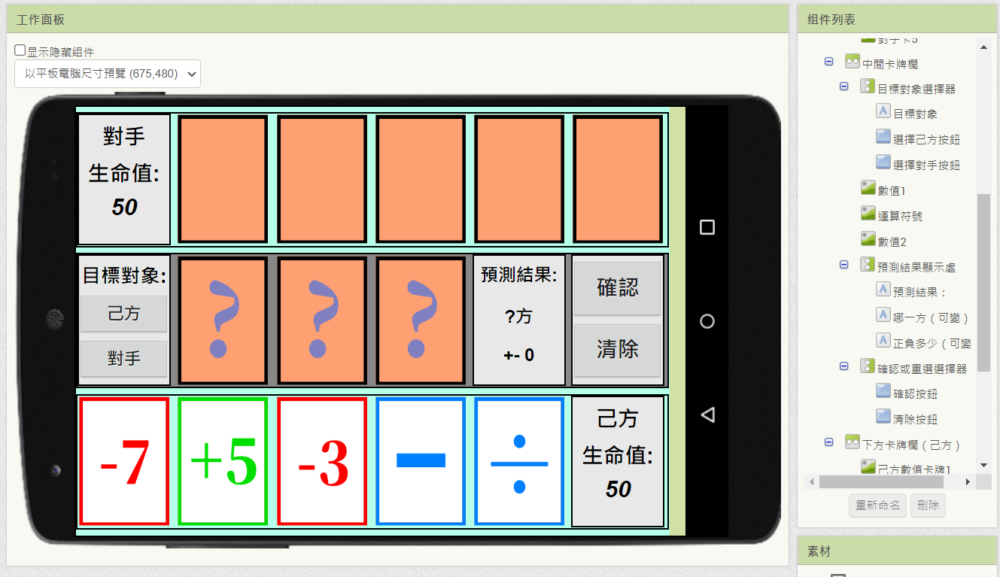 工作面板
显示隐藏组件
以平板電腦尺寸預覽 (675,480)
對手
生命值:
50
目標對象:
己方
對手
?
?
?
預測結果:
?方
+- 0
確認
清除
-7
+5
-3
-
÷
己方
生命值:
50
组件列表
對手卡5
中間卡牌欄
目標對象選擇器
目標對象
選擇己方按鈕
選擇對手按鈕
數值1
運算符號
數值2
預測結果顯示處
預測結果：
哪一方（可變）
正負多少（可變
確認或重選選擇器
確認按鈕
清除按鈕
下方卡牌欄（己方）
己方數值卡牌1
重新命名
刪除
素材